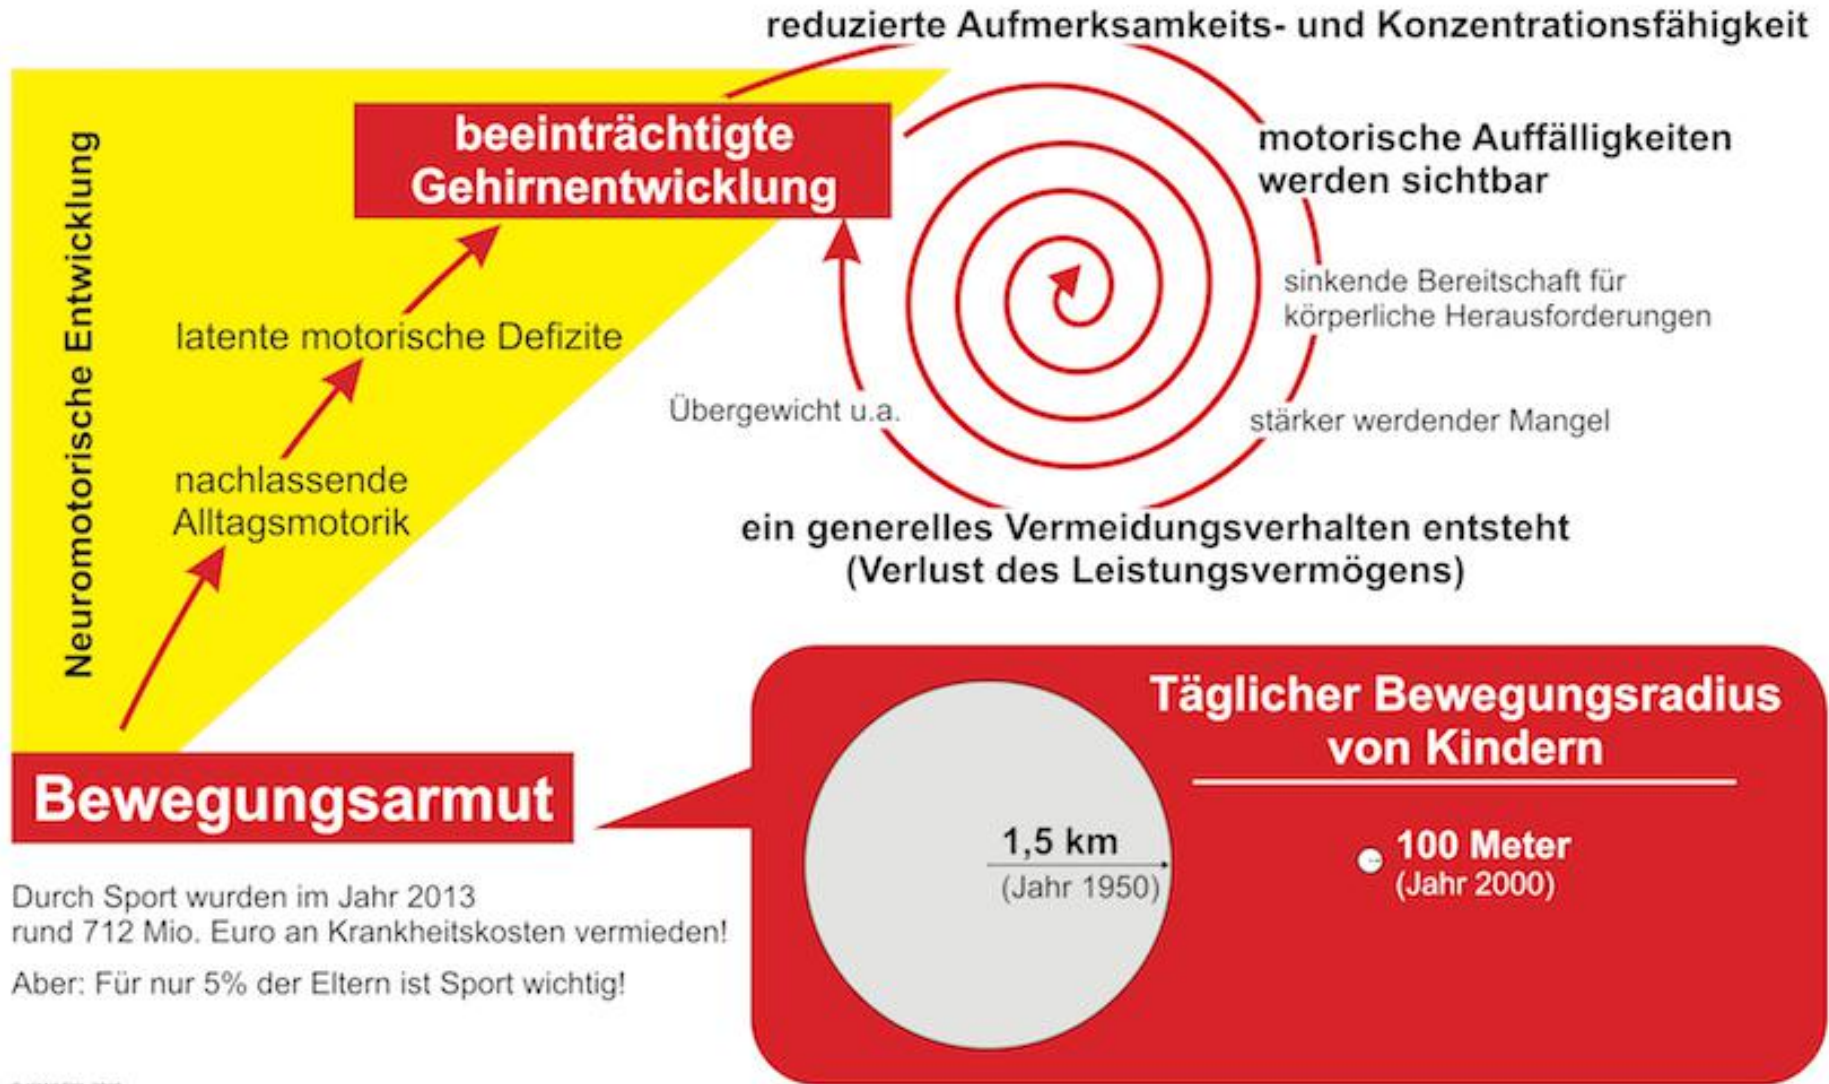 reduzierte Aufmerksamkeits- und Konzentrationsfähigkeit
Neuromotorische Entwicklung
beeinträchtigte
Gehirnentwicklung
motorische Auffälligkeiten
werden sichtbar
sinkende Bereitschaft für
körperliche Herausforderungen
latente motorische Defizite
Übergewicht u.a.
stärker werdender Mangel
nachlassende
Alltagsmotorik
ein generelles Vermeidungsverhalten entsteht
(Verlust des Leistungsvermögens)
Bewegungsarmut
Täglicher Bewegungsradius
von Kindern
1,5 km
(Jahr 1950)
100 Meter
(Jahr 2000)
Durch Sport wurden im Jahr 2013
rund 712 Mio. Euro an Krankheitskosten vermieden!
Aber: Für nur 5% der Eltern ist Sport wichtig!